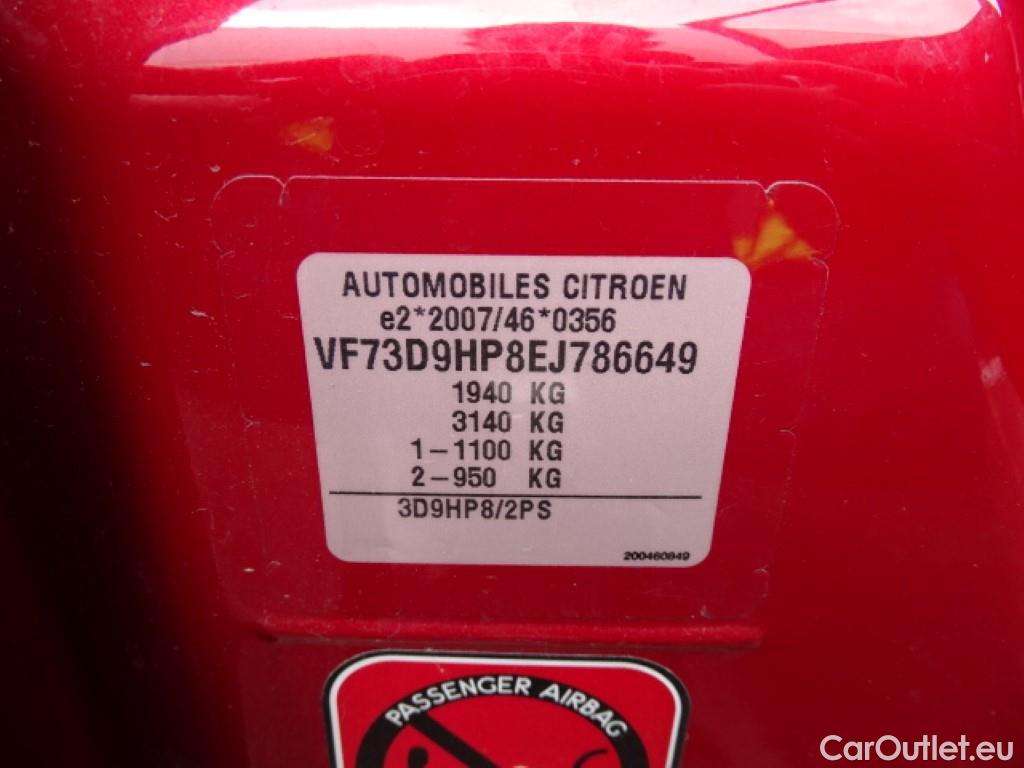 AUTOMOBILES CITROEN
e2*2007/46*0356
VF73D9HP8EJ786649
1940 KG
3140 KG
1-1100 KG
2-950 KG
3D9HP8/2PS
200460849
PASSENGER AIRBAG
CarOutlet.eu